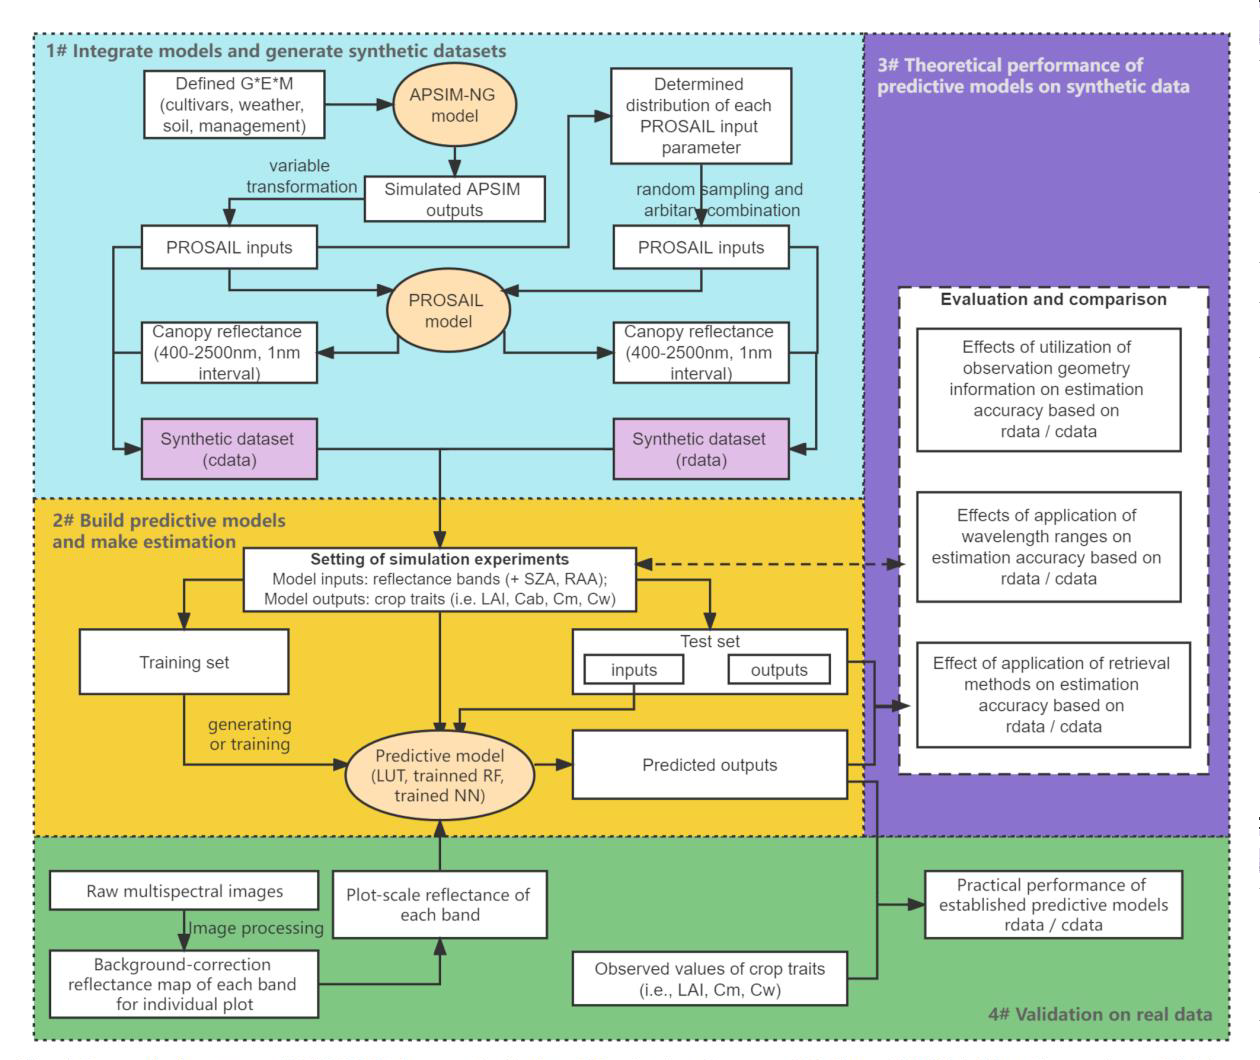 1# Integrate models and generate synthetic datasets
Defined G*E*M
(cultivars, weather,
soil, management)
APSIM-NG
model
Determined
distribution of each
PROSAIL input
parameter
variable
transformation
Simulated APSIM
outputs
random sampling and
arbitary combination
PROSAIL inputs
PROSAIL inputs
PROSAIL
model
Canopy reflectance
(400-2500nm, 1nm
interval)
Canopy reflectance
(400-2500nm, 1nm
interval)
Synthetic dataset
(cdata)
Synthetic dataset
(rdata)
2# Build predictive models
and make estimation
Setting of simulation experiments
Model inputs: reflectance bands (+ SZA, RAA);
Model outputs: crop traits (i.e. LAI, Cab, Cm, Cw)
Training set
Test set
inputs
outputs
generating
or training
Predictive model
(LUT, trainned RF,
trained NN)
Predicted outputs
3# Theoretical performance of
predictive models on synthetic data
Evaluation and comparison
Effects of utilization of
observation geometry
information on estimation
accuracy based on
rdata / cdata
Effects of application of
wavelength ranges on
estimation accuracy based on
rdata / cdata
Effect of application of retrieval
methods on estimation
accuracy based on
rdata / cdata
Raw multispectral images
Image processing
Background-correction
reflectance map of each band
for individual plot
Plot-scale reflectance of
each band
Observed values of crop traits
(i.e., LAI, Cm, Cw)
Practical performance of
established predictive models
rdata / cdata
4# Validation on real data